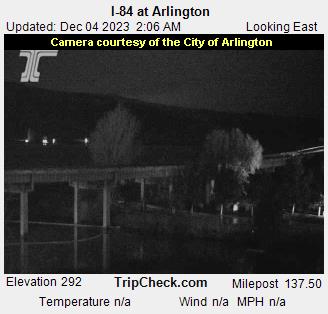 I-84 at Arlington
Updated: Dec 04 2023 2:06 AM Looking East
Camera courtesy of the City of Arlington
Elevation 292 TripCheck.com Milepost 137.50
Temperature n/a Wind n/a MPH n/a